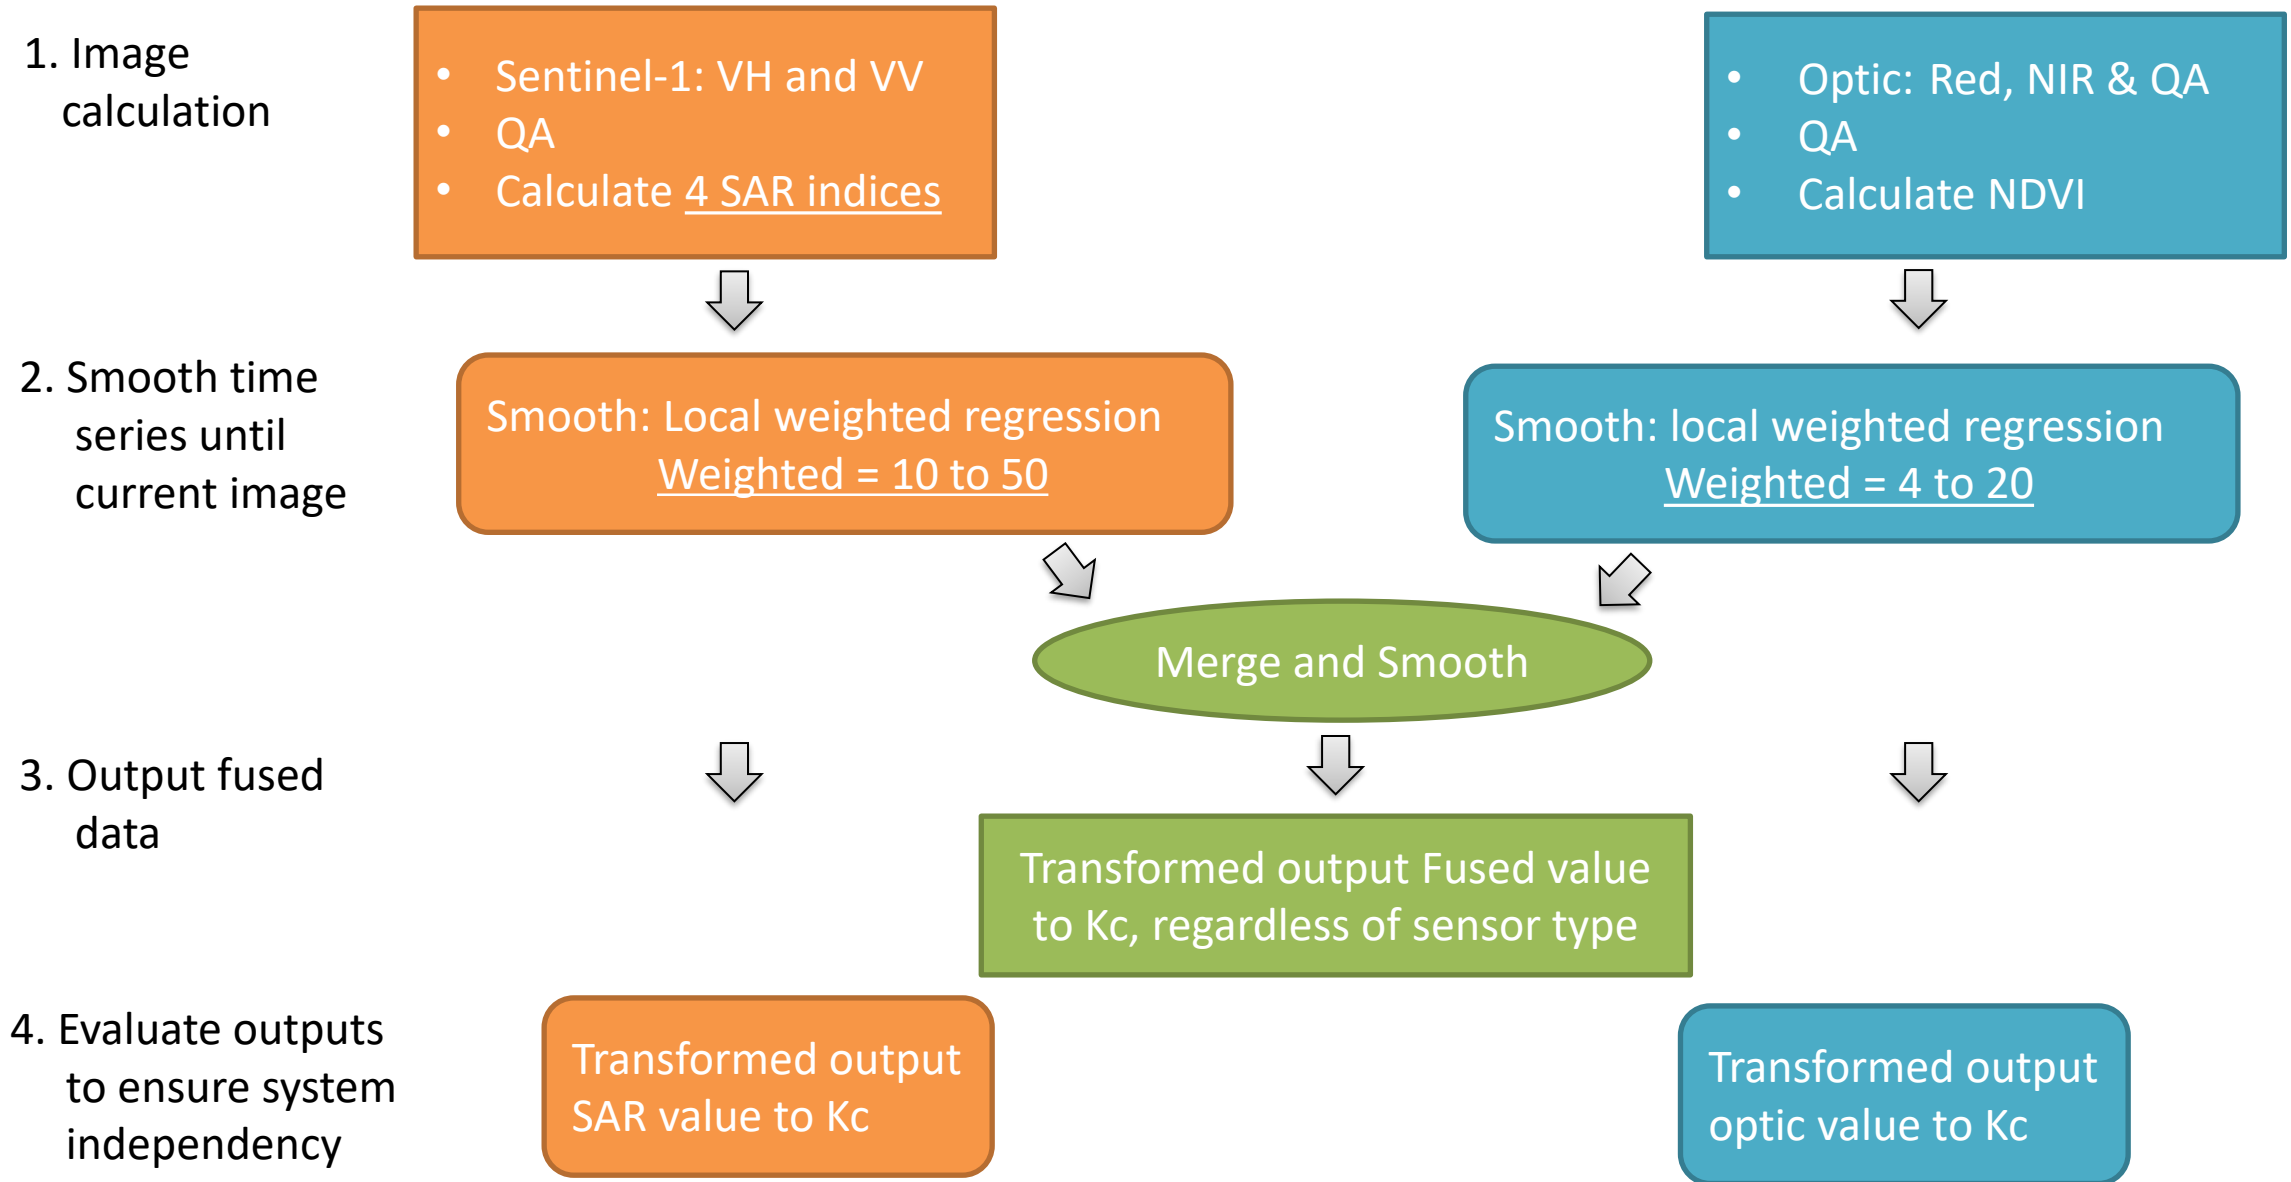 1. Image
calculation
• Sentinel-1: VH and VV
• QA
• Calculate 4 SAR indices
• Optic: Red, NIR & QA
• QA
• Calculate NDVI
2. Smooth time
series until
current image
Smooth: Local weighted regression
Weighted = 10 to 50
Smooth: local weighted regression
Weighted = 4 to 20
Merge and Smooth
3. Output fused
data
Transformed output Fused value
to Kc, regardless of sensor type
4. Evaluate outputs
to ensure system
independency
Transformed output
SAR value to Kc
Transformed output
optic value to Kc